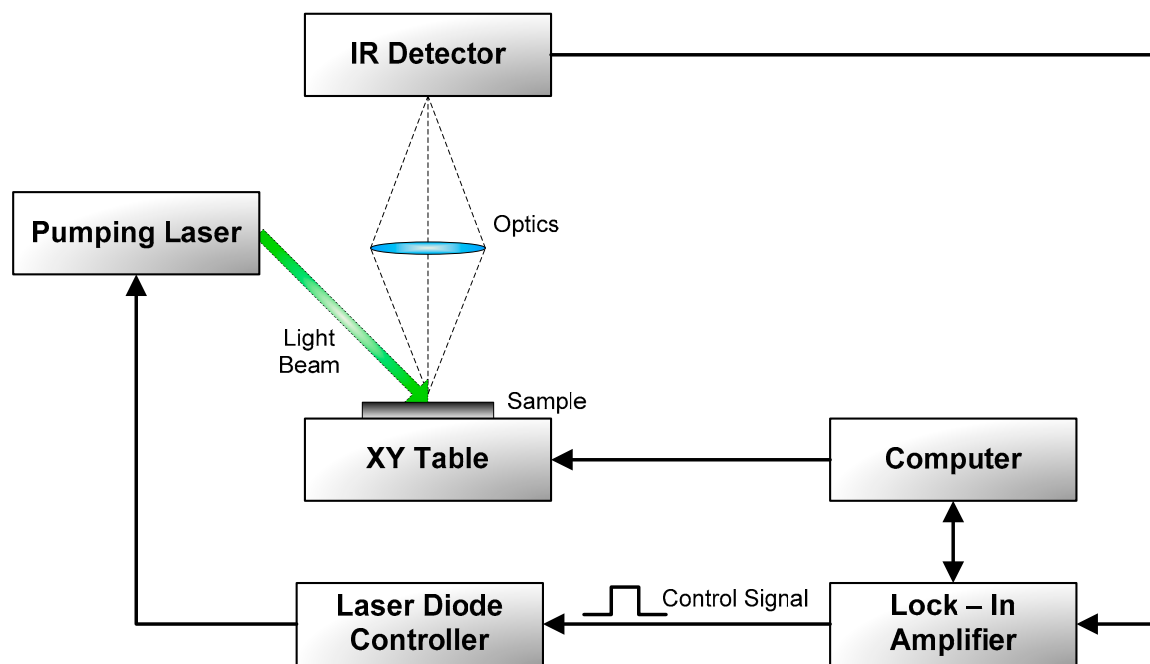 IR Detector
Pumping Laser
Optics
Light
Beam
Sample
XY Table
Computer
Laser Diode
Controller
Control Signal
Lock – In
Amplifier